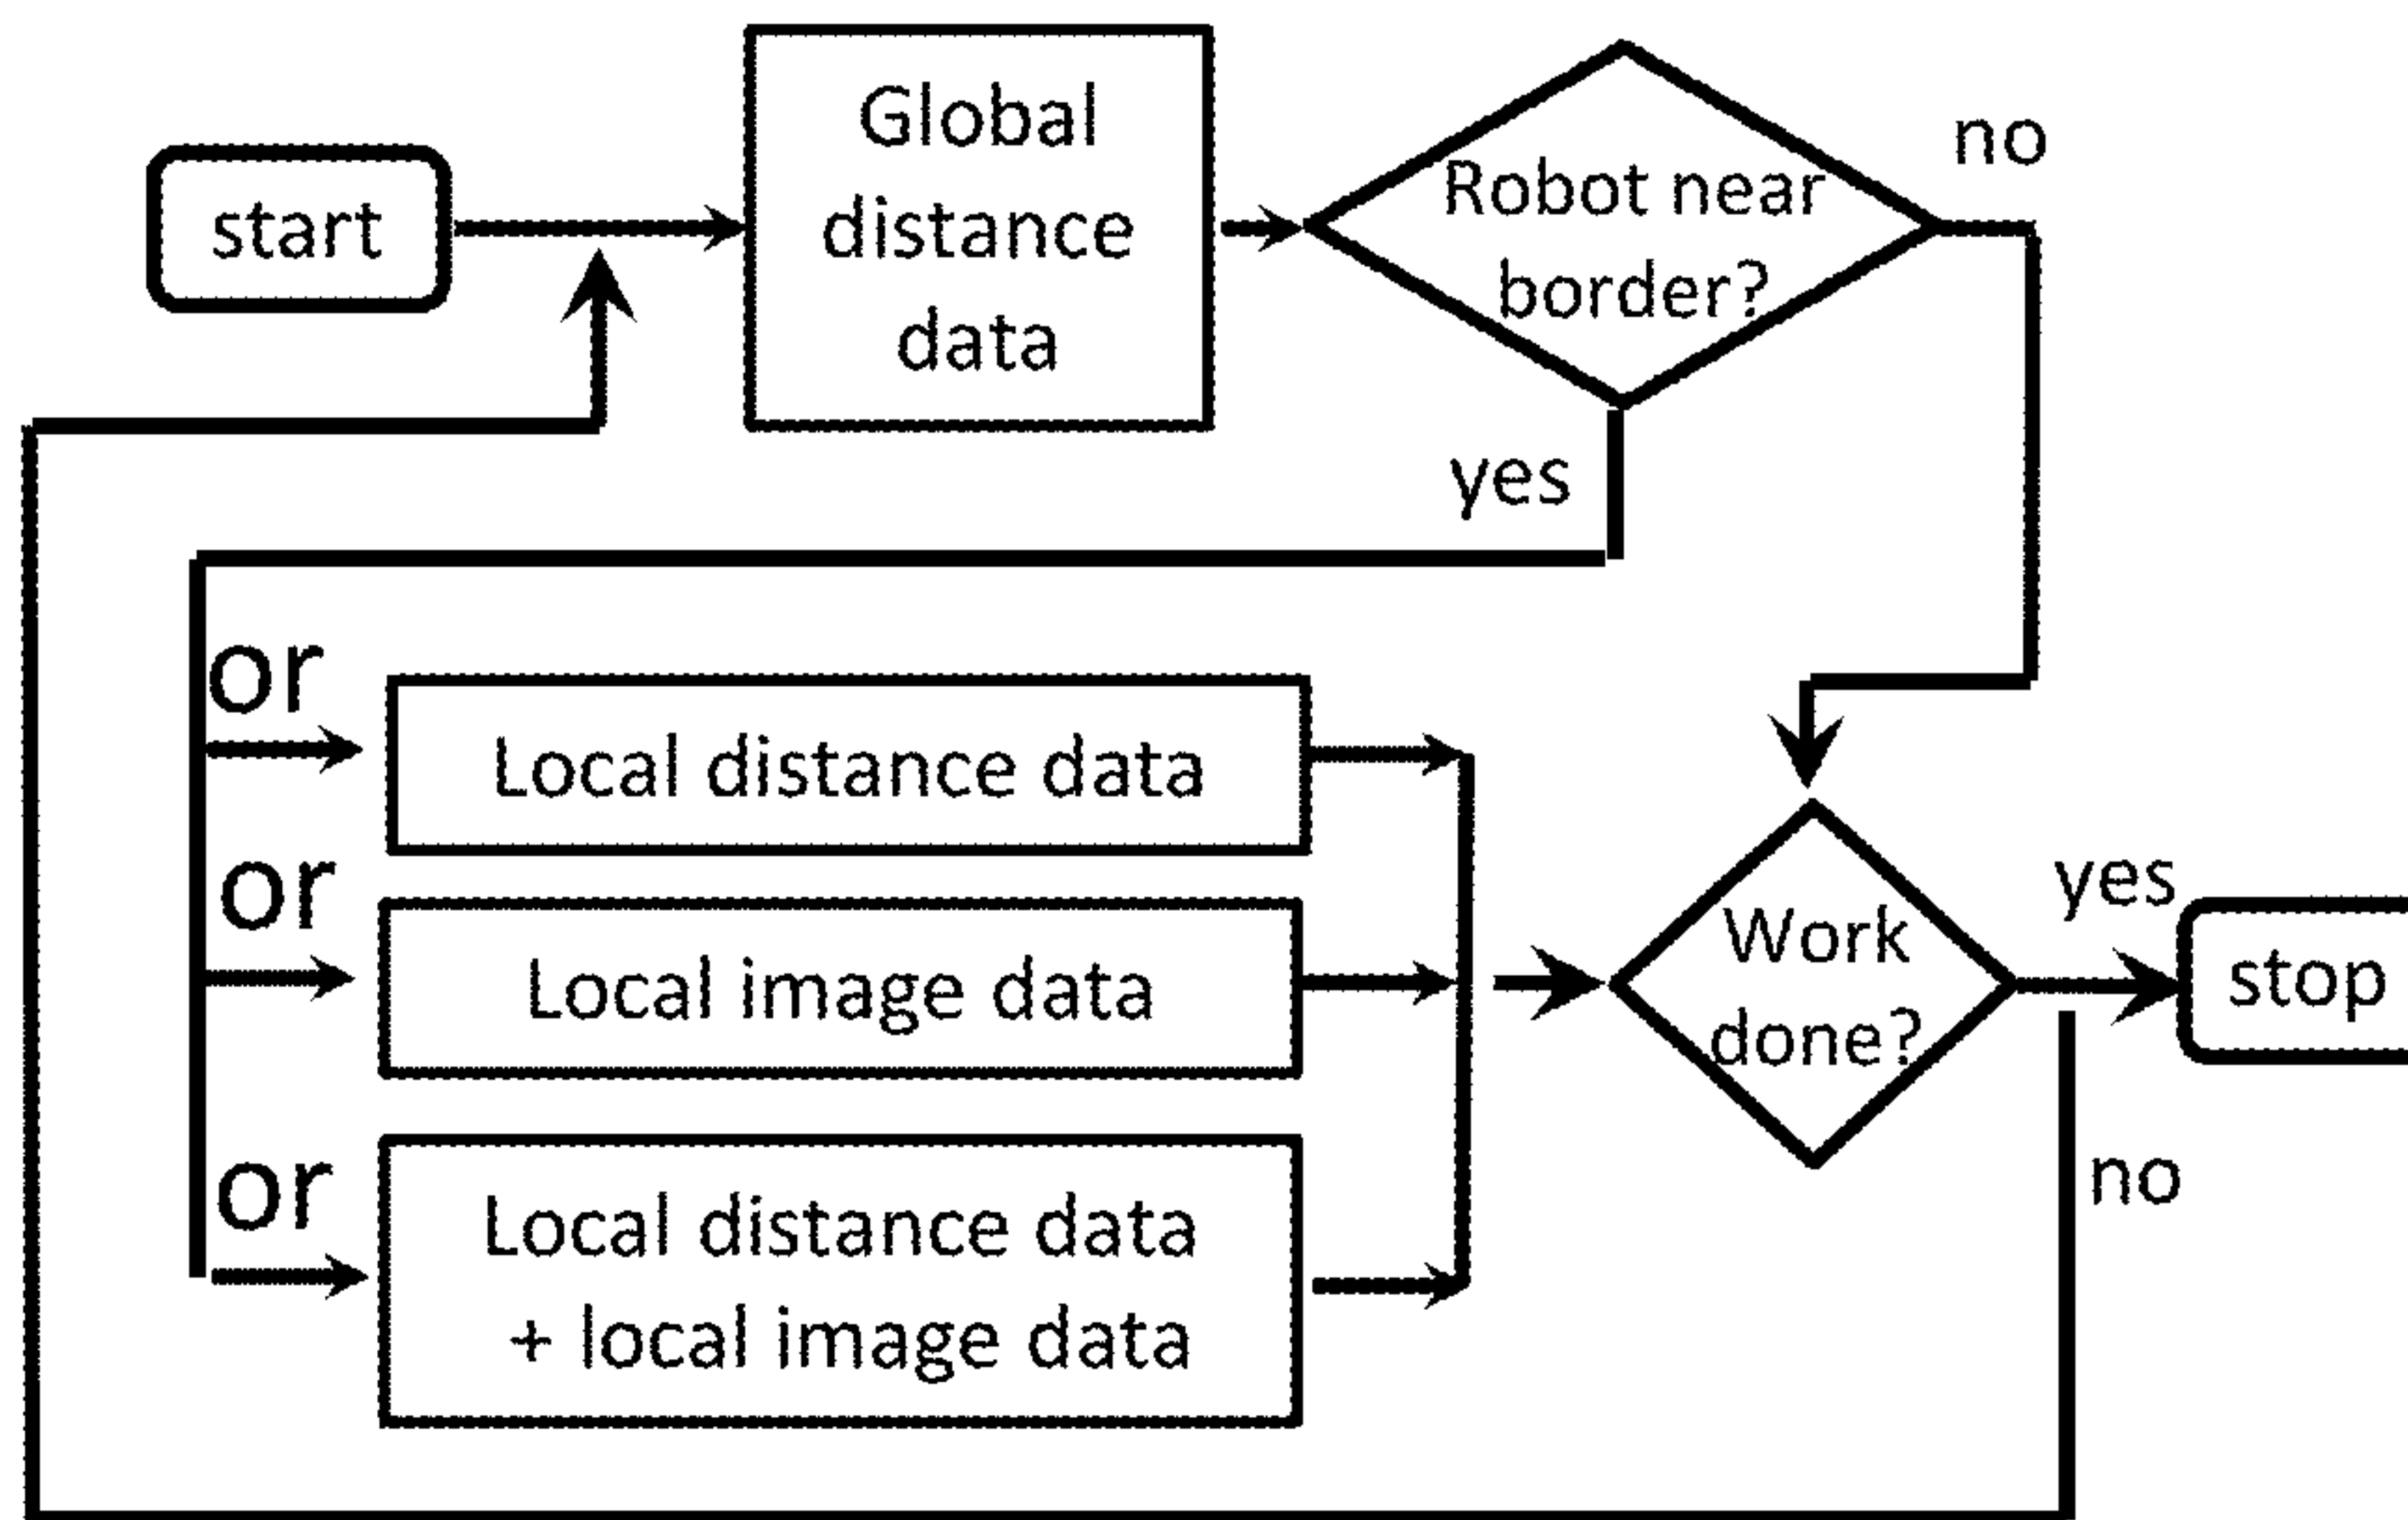 start
Global
distance
data
Robot near
border?
no
yes
or
Local distance data
or
Local image data
or
Local distance data
+ local image data
Work
done?
yes
stop
no